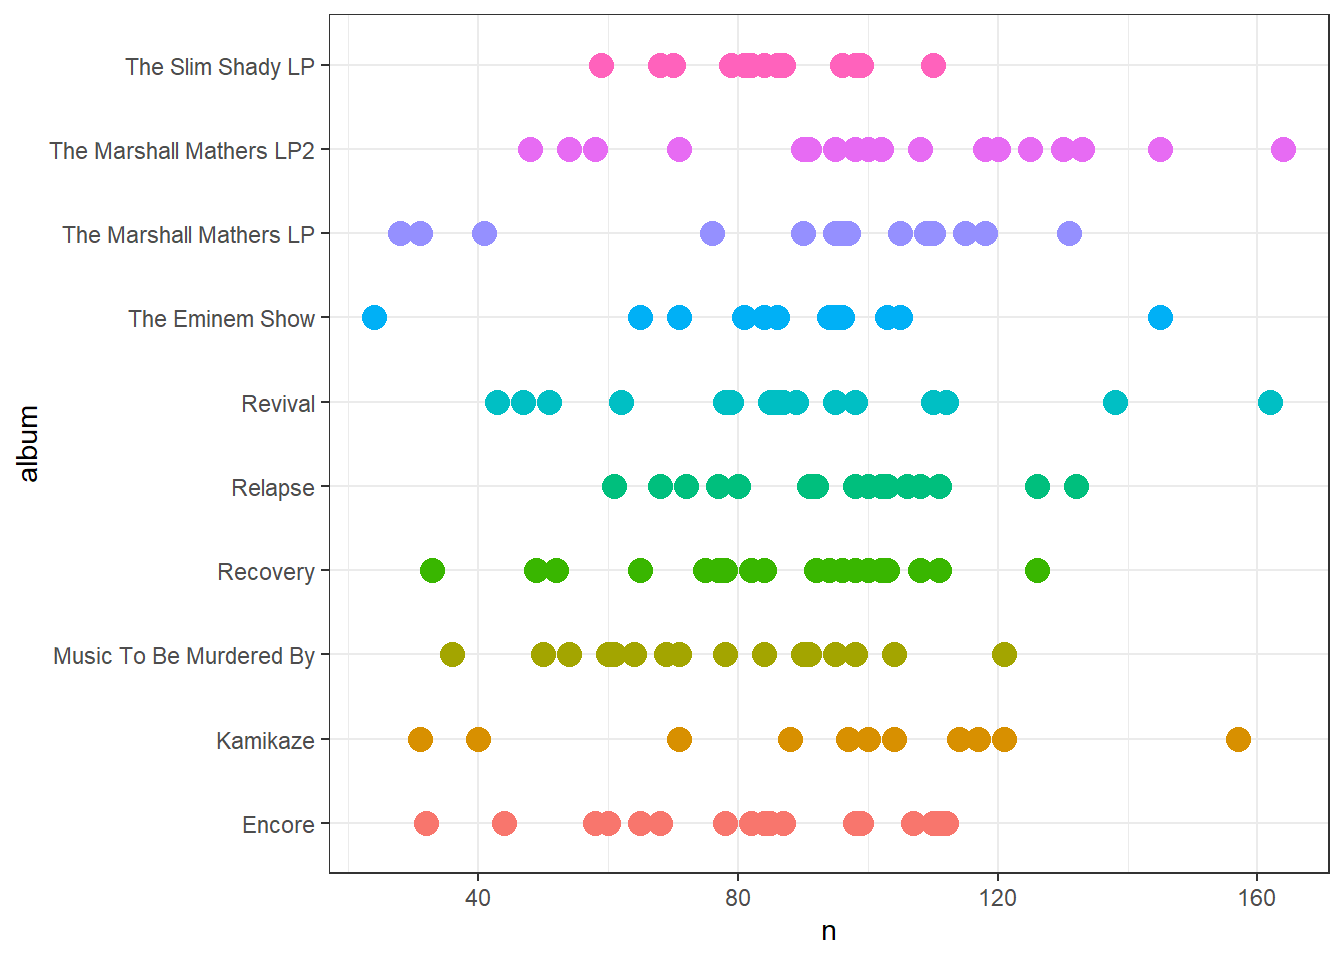 The Slim Shady LP
The Marshall Mathers LP2
The Marshall Mathers LP
The Eminem Show
Revival
Relapse
Recovery
Music To Be Murdered By
Kamikaze
Encore
album
40 80 120 160
n